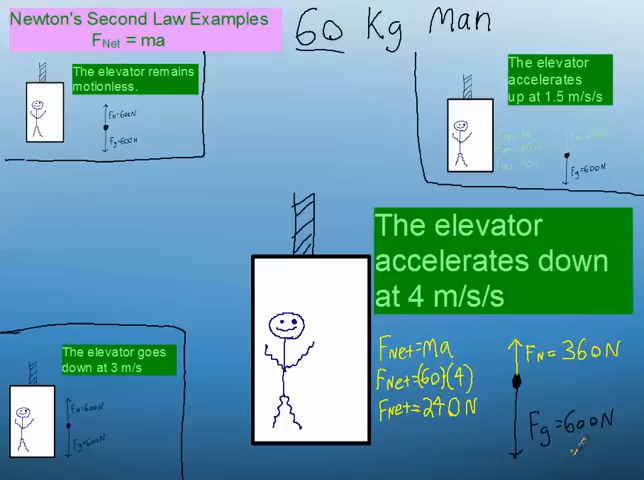 Newton's Second Law Examples
FNet = ma
60 Kg Man
The elevator remains
motionless.
FN=600N
Fg=600N
The elevator
accelerates
up at 1.5 m/s/s
Fg=600N
The elevator
accelerates down
at 4 m/s/s
FNet=ma
FNet=(60)(4)
FNet=240N
FN=360N
Fg=600N
The elevator goes
down at 3 m/s
FN=600N
Fg=600N